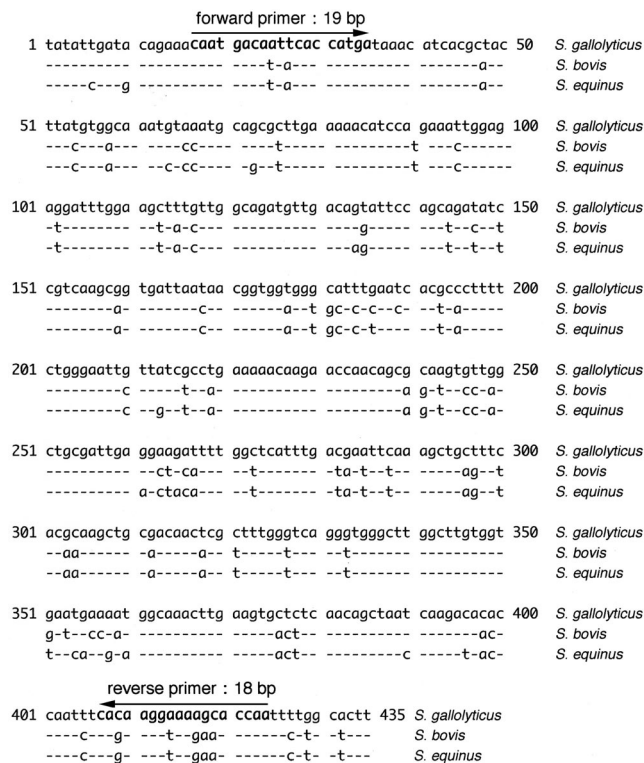 forward primer : 19 bp
1 tatattgata cagaaacaat gacaattcac catgataaac atcacgctac 50 S. gallolyticus
---------- ---------- ----t-a--- ---------- -------a-- S. bovis
-----c---g ---------- ----t-a--- ---------- -------a-- S. equinus
51 ttatgtggca aatgtaaatg cagcgcttga aaaacatcca gaaattggag 100 S. gallolyticus
---c---a-- -----cc--- -----t---- ---------t ---c------ S. bovis
---c---a-- ---c-cc--- --g--t---- ---------t ---c------ S. equinus
101 aggatttgga agctttgttg gcagatgttg acagtattcc agcagatatc 150 S. gallolyticus
-t-------- --t-a-c--- ---------- ----g----- ---t--c--t S. bovis
-t-------- --t-a-c--- ---------- ---ag----- ---t--t--t S. equinus
151 cgtcaagcgg tgattaataa cggtggtggg catttgaatc acgccctttt 200 S. gallolyticus
--------a- -------c-- ------a--t gc-c-c--c- --t-a----- S. bovis
--------a- -------c-- ------a--t gc-c-t---- --t-a----- S. equinus
201 ctgggaattg ttatcgcctg aaaaacaaga accaacagcg caagtgttgg 250 S. gallolyticus
---------c -----t--a- ---------- ---------a g-t--cc-a- S. bovis
---------c --g--t--a- ---------- ---------a g-t--cc-a- S. equinus
251 ctgcgattga ggaagatttt ggctcatttg acgaattcaa agctgctttc 300 S. gallolyticus
---------- --ct-ca--- --t------- -ta-t--t-- -----ag--t S. bovis
---------- a-ctaca--- --t------- -ta-t--t-- -----ag--t S. equinus
301 acgcaagctg cgacaactcg ctttgggtca gggtgggctt ggcttgtggt 350 S. gallolyticus
--aa------ -a-----a-- t-----t--- --t------- ---------- S. bovis
--aa------ -a-----a-- t-----t--- --t------- ---------- S. equinus
351 gaatgaaaat ggcaaacttg aagtgctctc aacagctaat caagacacac 400 S. gallolyticus
g-t--cc-a- ---------- -----act-- ---------- -------ac- S. bovis
t--ca--g-a ---------- -----act-- --------c- ----t-ac- S. equinus
reverse primer : 18 bp
401 caatttcaca aggaaaagca ccaattttgg cacttt 435 S. gallolyticus
----c---g- ---t--gaa- -----c-t-- --t-- S. bovis
----c---g- ---t--gaa- -----c-t-- --t-- S. equinus